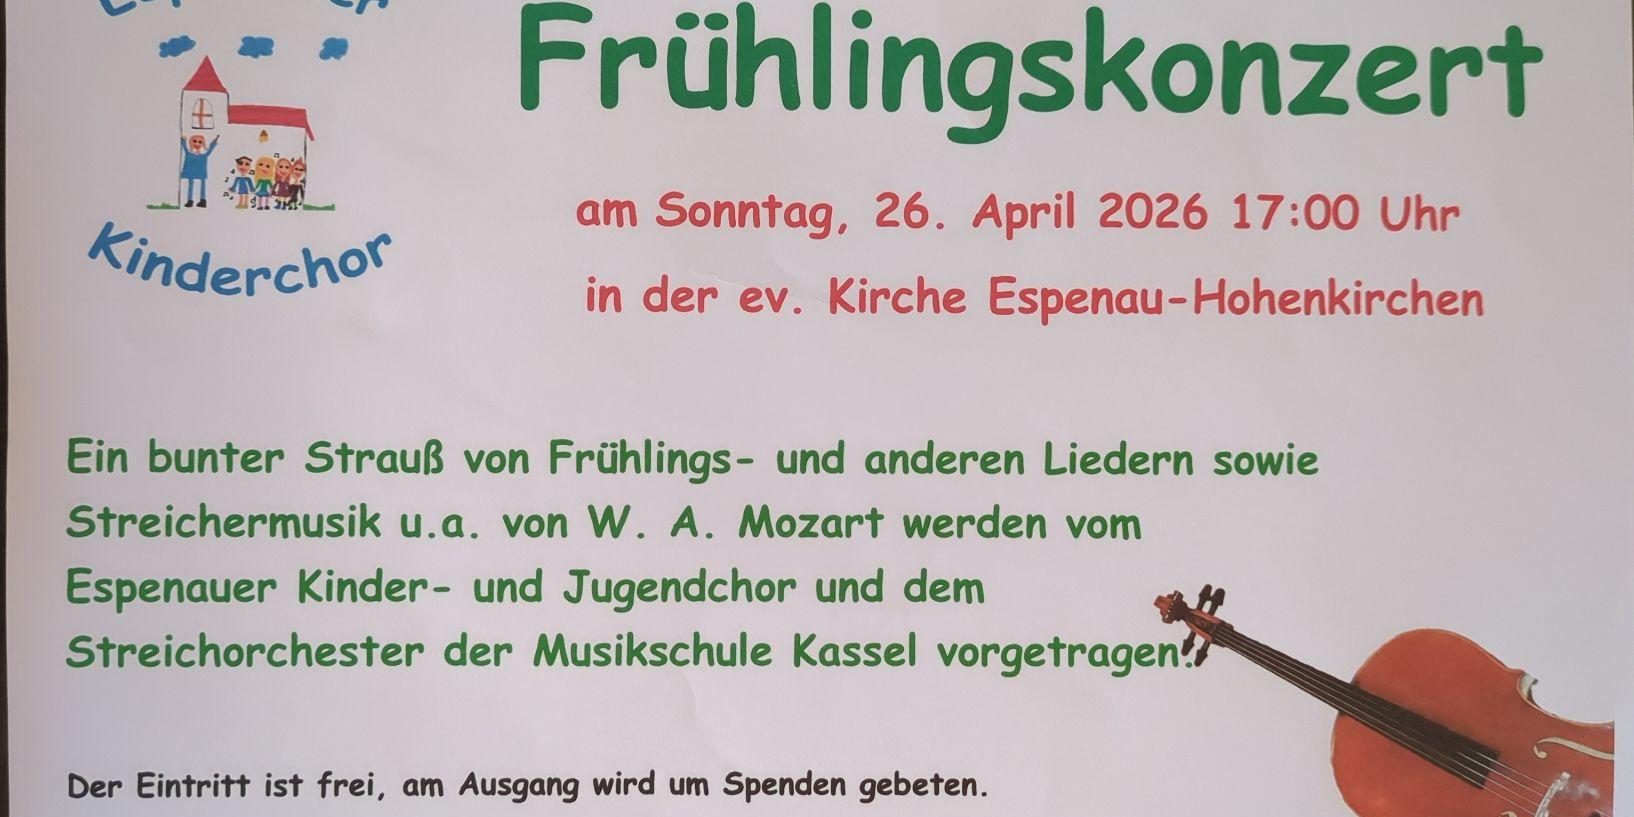 Frühlingskonzert
am Sonntag, 26. April 2026 17:00 Uhr
in der ev. Kirche Espenau-Hohenkirchen
Kinderchor
Ein bunter Strauß von Frühlings- und anderen Liedern sowie
Streichermusik u.a. von W. A. Mozart werden vom
Espenauer Kinder- und Jugendchor und dem
Streichorchester der Musikschule Kassel vorgetragen.
Der Eintritt ist frei, am Ausgang wird um Spenden gebeten.